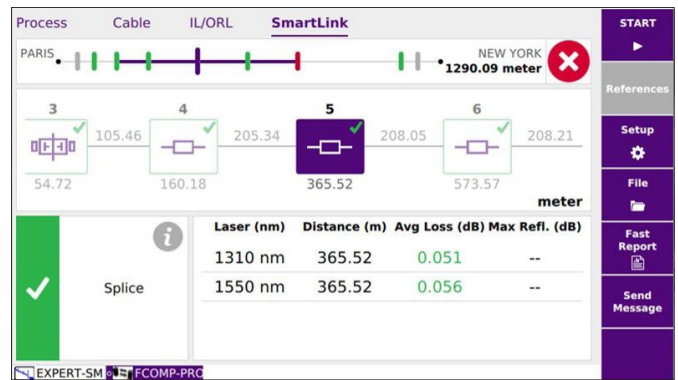 Process Cable IL/ORL SmartLink
PARIS
NEW YORK
1290.09 meter
3 4 5 6
105.46 205.34 208.05 208.21
54.72 160.18 365.52 573.57
meter
Splice
Laser (nm) Distance (m) Avg Loss (dB) Max Refl. (dB)
1310 nm 365.52 0.051 --
1550 nm 365.52 0.056 --
EXPERT-SM FCOMP-PRO
START
References
Setup
File
Fast
Report
Send
Message